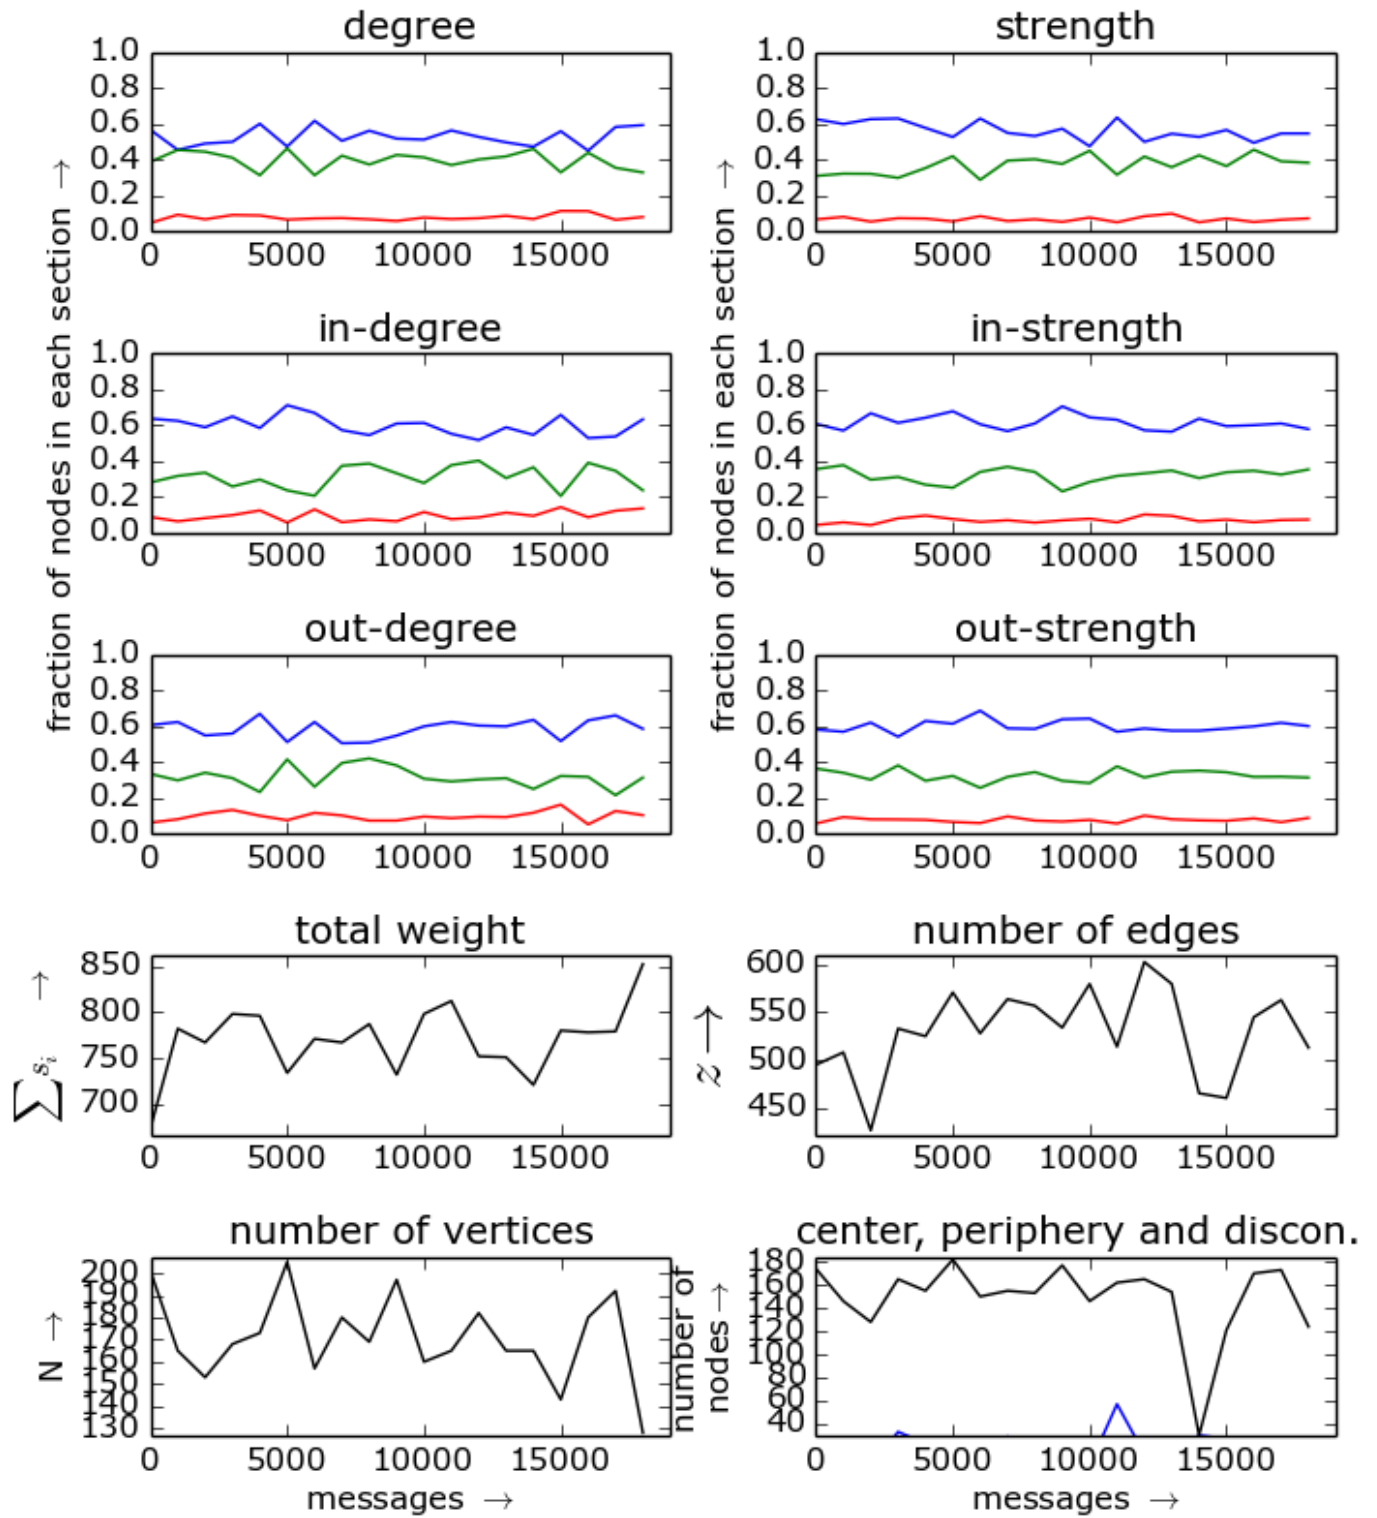 degree
1.0
0.8
0.6
0.4
0.2
0.0
0 5000 10000 15000
strength
1.0
0.8
0.6
0.4
0.2
0.0
0 5000 10000 15000
fraction of nodes in each section →
fraction of nodes in each section →
in-degree
1.0
0.8
0.6
0.4
0.2
0.0
0 5000 10000 15000
in-strength
1.0
0.8
0.6
0.4
0.2
0.0
0 5000 10000 15000
out-degree
1.0
0.8
0.6
0.4
0.2
0.0
0 5000 10000 15000
out-strength
1.0
0.8
0.6
0.4
0.2
0.0
0 5000 10000 15000
total weight
∑ s_i →
850
800
750
700
0 5000 10000 15000
number of edges
z →
600
550
500
450
0 5000 10000 15000
number of vertices
N →
200
190
180
170
160
150
140
130
0 5000 10000 15000
messages →
center, periphery and discon.
number of
nodes →
180
160
140
120
100
80
60
40
0 5000 10000 15000
messages →